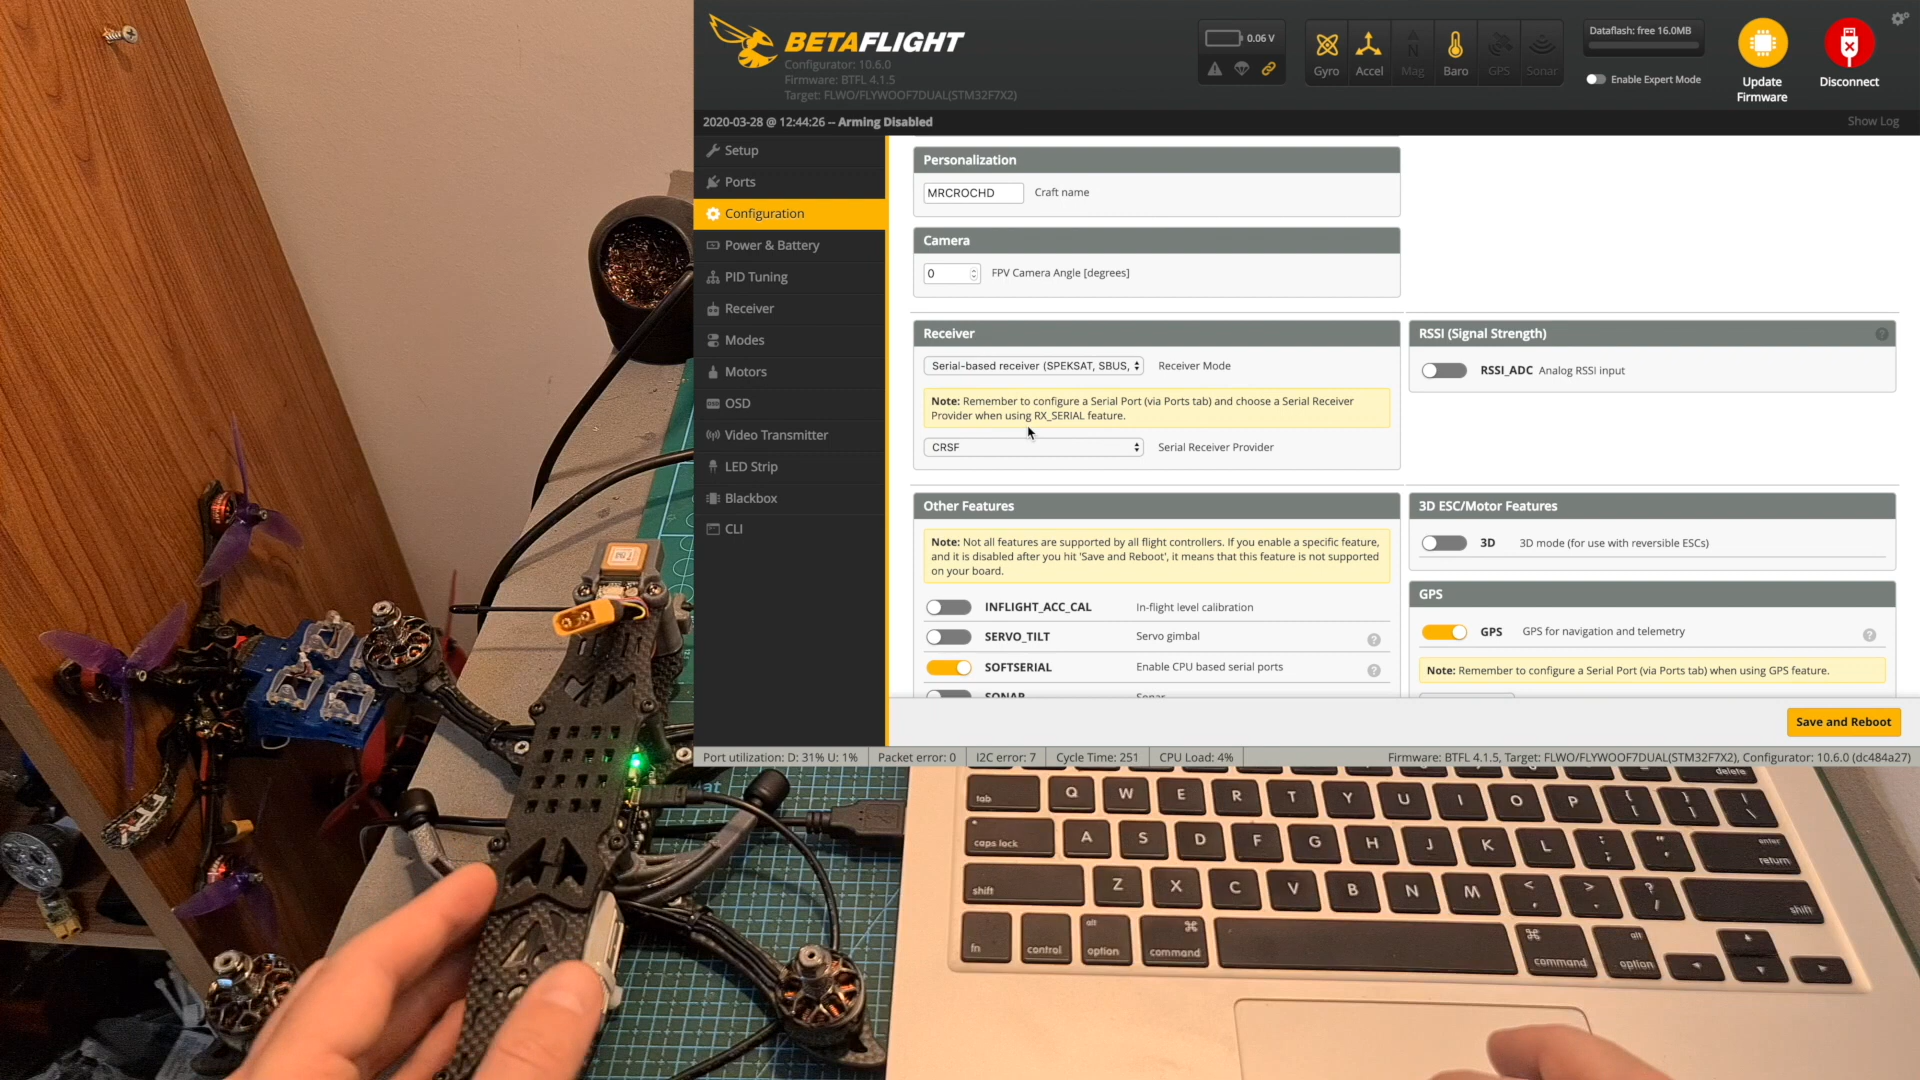 BETAFLIGHT
Configurator: 10.6.0
Firmware: BTFL 4.1.5
Target: FLWO/FLYWOOF7DUAL(STM32F7X2)
0.06 V
Gyro
Accel
Mag
Baro
GPS
Sonar
Dataflash: free 16.0MB
Enable Expert Mode
Update
Firmware
Disconnect
2020-03-28 @ 12:44:26 -- Arming Disabled
Show Log
Setup
Ports
Configuration
Power & Battery
PID Tuning
Receiver
Modes
Motors
OSD
Video Transmitter
LED Strip
Blackbox
CLI
Personalization
MRCROCHD
Craft name
Camera
0
FPV Camera Angle [degrees]
Receiver
Serial-based receiver (SPEKSAT, SBUS,
Receiver Mode
Note: Remember to configure a Serial Port (via Ports tab) and choose a Serial Receiver
Provider when using RX_SERIAL feature.
CRSF
Serial Receiver Provider
RSSI (Signal Strength)
RSSI_ADC Analog RSSI input
Other Features
Note: Not all features are supported by all flight controllers. If you enable a specific feature,
and it is disabled after you hit 'Save and Reboot', it means that this feature is not supported
on your board.
INFLIGHT_ACC_CAL In-flight level calibration
SERVO_TILT Servo gimbal
SOFTSERIAL Enable CPU based serial ports
SONAR Sonar
3D ESC/Motor Features
3D 3D mode (for use with reversible ESCs)
GPS
GPS GPS for navigation and telemetry
Note: Remember to configure a Serial Port (via Ports tab) when using GPS feature.
Save and Reboot
Port utilization: D: 31% U: 1%
Packet error: 0
I2C error: 7
Cycle Time: 251
CPU Load: 4%
Firmware: BTFL 4.1.5, Target: FLWO/FLYWOOF7DUAL(STM32F7X2), Configurator: 10.6.0 (dc484a27)
tab Q W E R T Y U I O P { [ } ] | \
delete
caps lock A S D F G H J K L : ; " '
enter
return
shift Z X C V B N M < , > . ? / shift
fn control alt option ⌘ command ⌘ command alt option